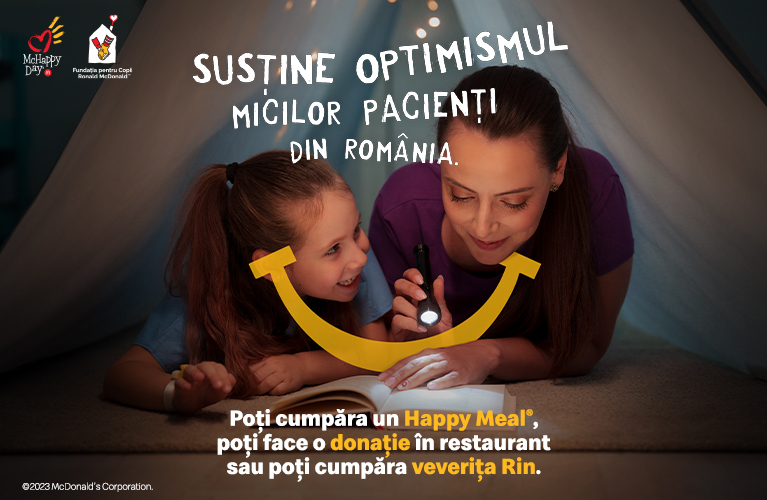 McHappy
Day
Fundația pentru Copii
Ronald McDonald™
SUSȚINE OPTIMISMUL
MICILOR PACIENȚI
DIN ROMÂNIA.
Poți cumpăra un Happy Meal®,
poți face o donație în restaurant
sau poți cumpăra veverița Rin.
©2023 McDonald's Corporation.